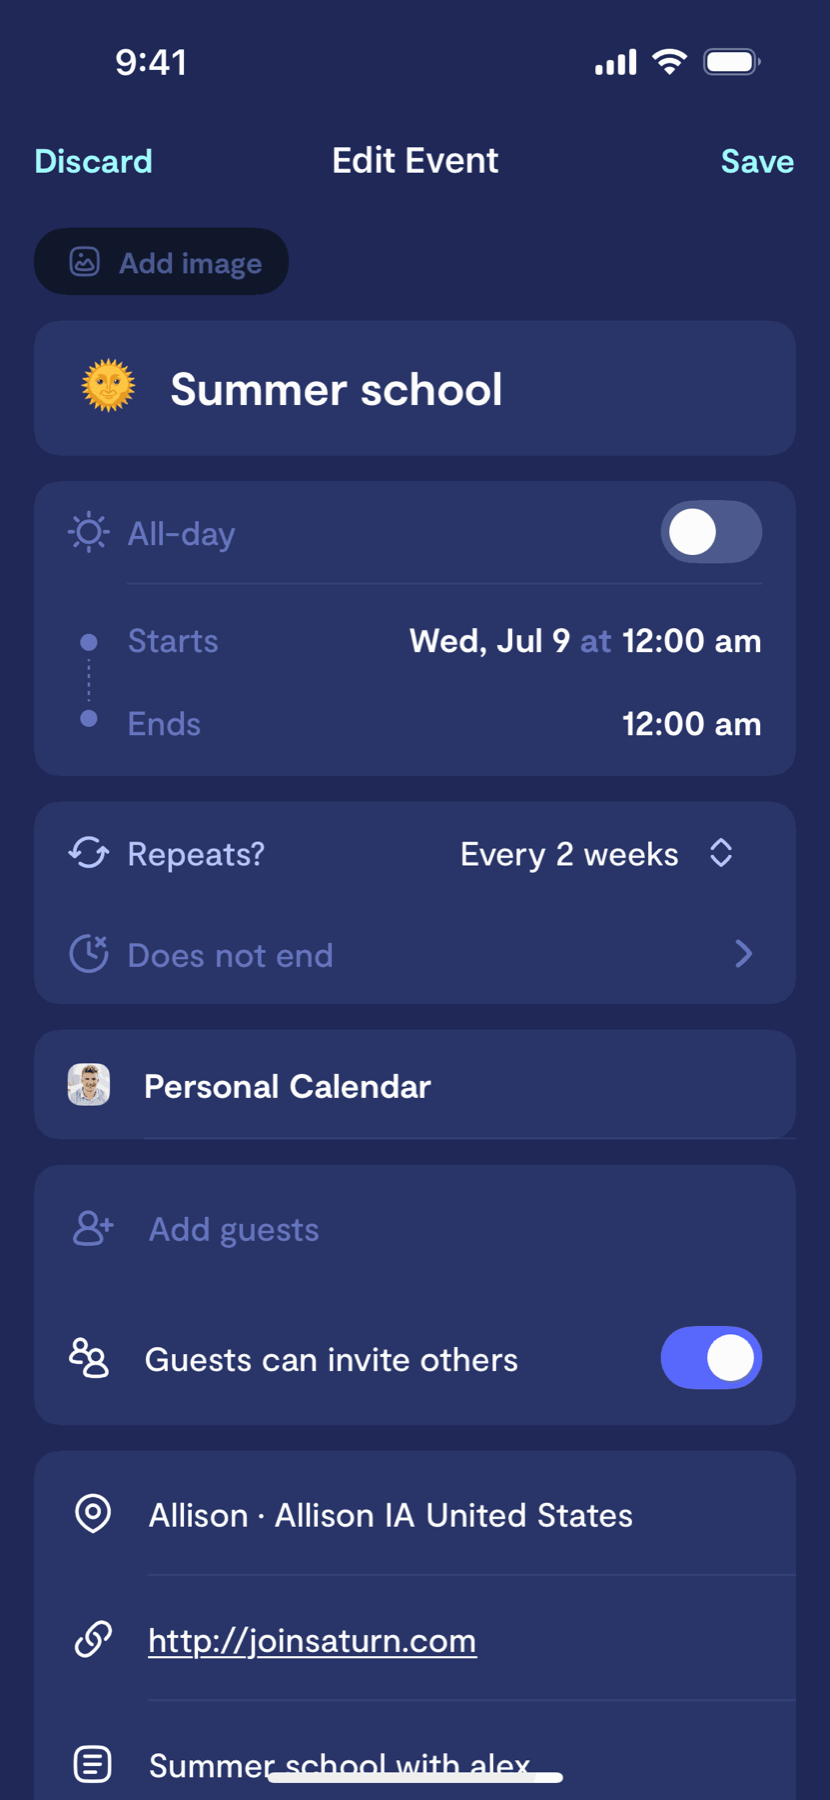 9:41
Discard
Edit Event
Save
Add image
Summer school
All-day
Starts
Wed, Jul 9 at 12:00 am
Ends
12:00 am
Repeats?
Every 2 weeks
Does not end
Personal Calendar
Add guests
Guests can invite others
Allison · Allison IA United States
http://joinsaturn.com
Summer school with alex